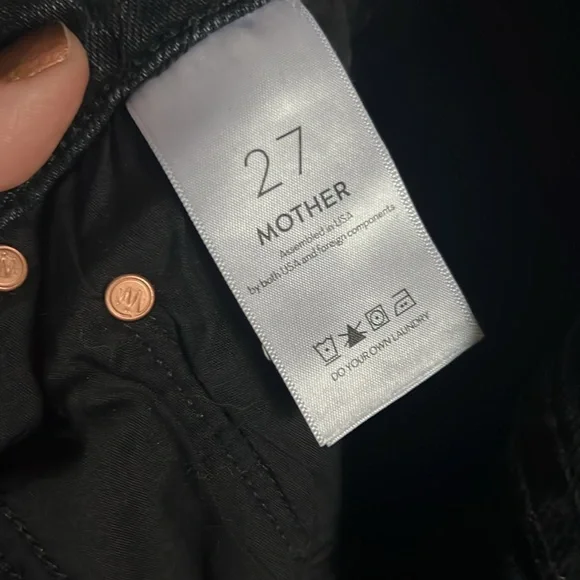 27
MOTHER
Assembled in USA
by both USA and foreign components
DO YOUR OWN LAUNDRY
M
M